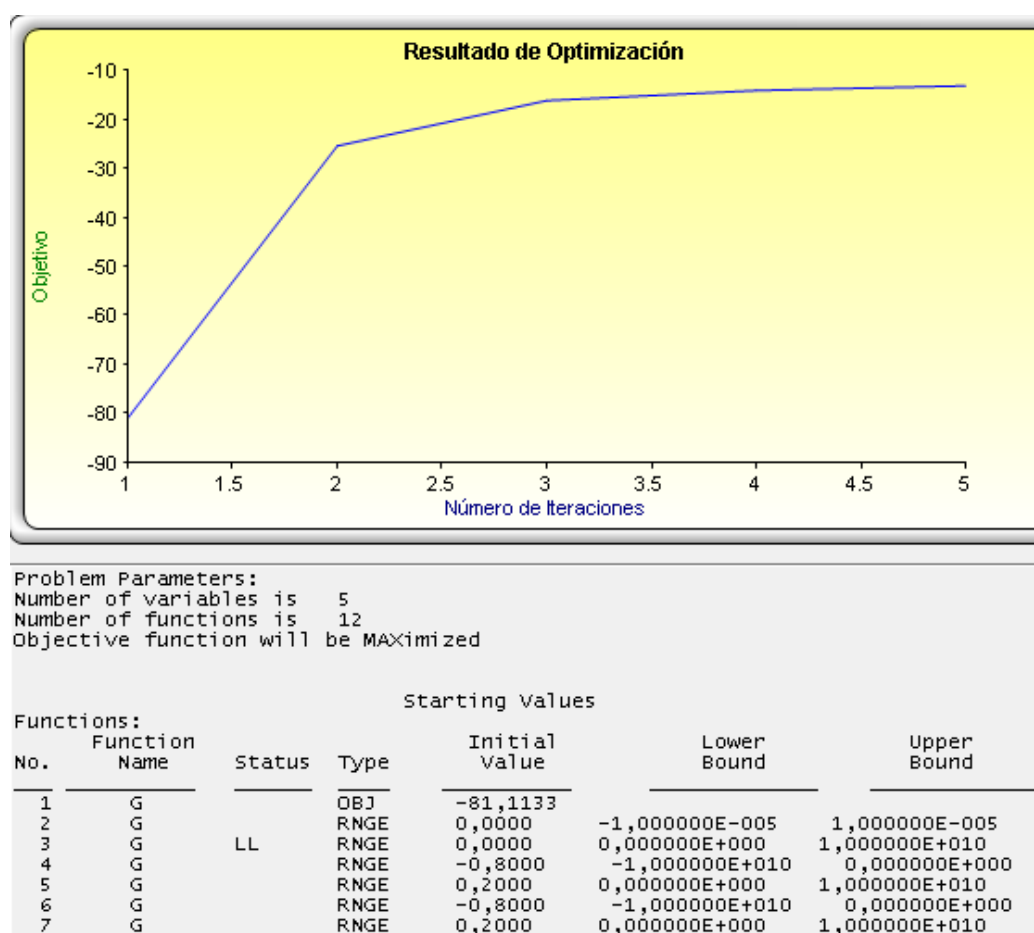 Resultado de Optimización
-10
-20
-30
-40
-50
-60
-70
-80
-90
Objetivo
1 1.5 2 2.5 3 3.5 4 4.5 5
Número de Iteraciones
Problem Parameters:
Number of variables is 5
Number of functions is 12
Objective function will be MAXimized
Starting Values
Functions:
Function Initial Lower Upper
No. Name Status Type Value Bound Bound
1 G OBJ -81,1133
2 G RNGE 0,0000 -1,000000E-005 1,000000E-005
3 G LL RNGE 0,0000 0,000000E+000 1,000000E+010
4 G RNGE -0,8000 -1,000000E+010 0,000000E+000
5 G RNGE 0,2000 0,000000E+000 1,000000E+010
6 G RNGE -0,8000 -1,000000E+010 0,000000E+000
7 G RNGE 0,2000 0,000000E+000 1,000000E+010